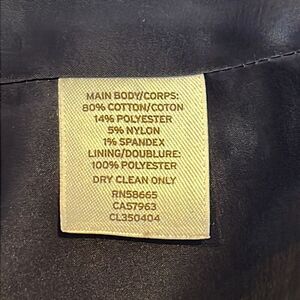 MAIN BODY/CORPS:
80% COTTON/COTON
14% POLYESTER
5% NYLON
1% SPANDEX
LINING/DOUBLURE:
100% POLYESTER
DRY CLEAN ONLY
RN58665
CA57963
CL350404